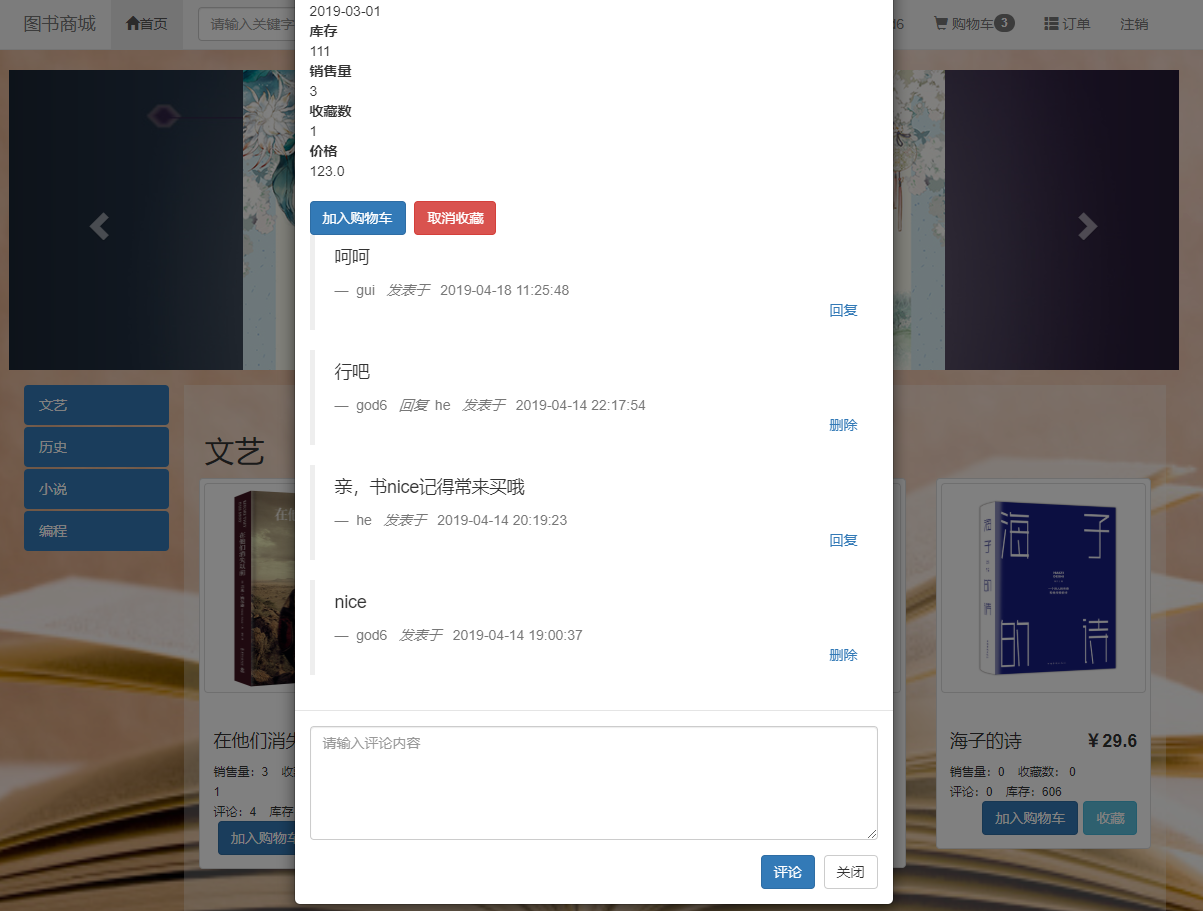 图书商城 首页 请输入关键字 6 购物车 3 订单 注销
2019-03-01
库存
111
销售量
3
收藏数
1
价格
123.0
加入购物车 取消收藏
呵呵
— gui 发表于 2019-04-18 11:25:48
回复
行吧
— god6 回复 he 发表于 2019-04-14 22:17:54
删除
亲，书nice记得常来买哦
— he 发表于 2019-04-14 20:19:23
回复
nice
— god6 发表于 2019-04-14 19:00:37
删除
请输入评论内容
评论 关闭
文艺
历史
小说
编程
文艺
在他们消失
销售量：3
1
评论：4 库存
加入购物车
海子
的诗
海子的诗 ¥ 29.6
销售量：0 收藏数： 0
评论：0 库存：606
加入购物车 收藏